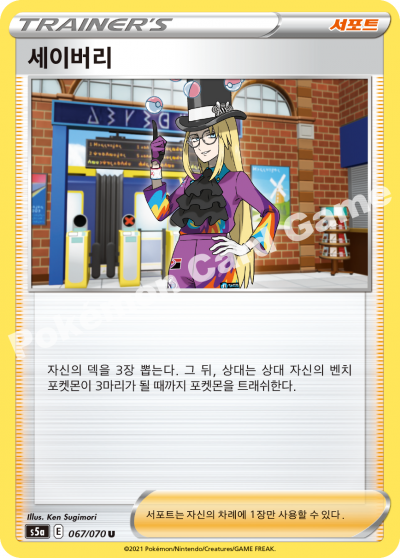 TRAINER'S
서포트
세이버리
자신의 덱을 3장 뽑는다. 그 뒤, 상대는 상대 자신의 벤치
포켓몬이 3마리가 될 때까지 포켓몬을 트래쉬한다.
Pokémon Card Game
Illus. Ken Sugimori
s5a E 067/070 U
서포트는 자신의 차례에 1장만 사용할 수 있다.
©2021 Pokémon/Nintendo/Creatures/GAME FREAK.